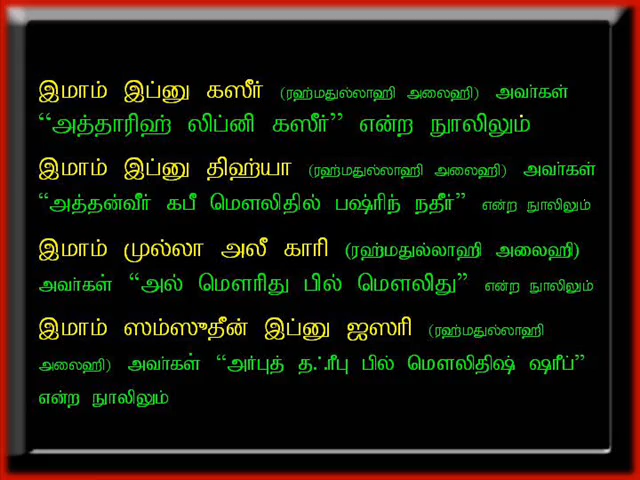 இமாம் இப்னு கஸீர் (ரஹ்மதுல்லாஹி அலைஹி) அவர்கள்
“அத்தாரிஹ் லிப்னி கஸீர்” என்ற நுாலிலும்
இமாம் இப்னு திஹ்யா (ரஹ்மதுல்லாஹி அலைஹி) அவர்கள்
“அத்தன்வீர் கபீ மௌலிதில் பஷ்ரிந் நதீர்” என்ற நுாலிலும்
இமாம் முல்லா அலீ காரி (ரஹ்மதுல்லாஹி அலைஹி)
அவர்கள் “அல் மௌரிது பில் மௌலிது” என்ற நுாலிலும்
இமாம் ஸம்ஸுதீன் இப்னு ஜஸரி (ரஹ்மதுல்லாஹி
அலைஹி) அவர்கள் “அர்புத் தஃரீபு பில் மௌலிதிஷ் ஷரீப்”
என்ற நுாலிலும்